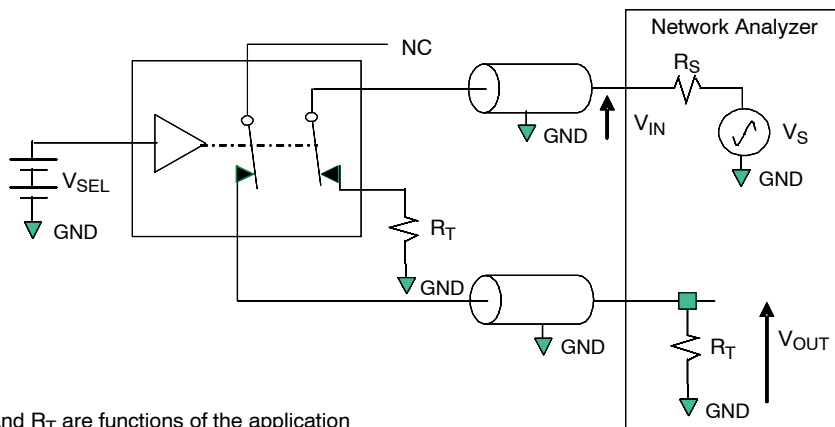 Network Analyzer
NC
RS
VIN
VS
GND
GND
VSEL
GND
RT
GND
GND
RT
VOUT
GND
and RT are functions of the application